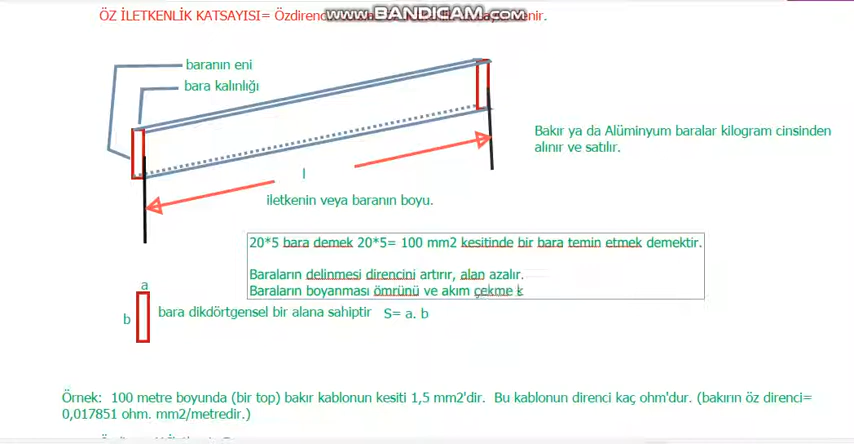 ÖZ İLETKENLİK KATSAYISI= Özdirenc
www.BANDICAM.com
enir.
baranın eni
bara kalınlığı
Bakır ya da Alüminyum baralar kilogram cinsinden
alınır ve satılır.
l
iletkenin veya baranın boyu.
20*5 bara demek 20*5= 100 mm2 kesitinde bir bara temin etmek demektir.
Baraların delinmesi direncini artırır, alan azalır.
Baraların boyanması ömrünü ve akım çekme k
a
b
bara dikdörtgensel bir alana sahiptir S= a. b
Örnek: 100 metre boyunda (bir top) bakır kablonun kesiti 1,5 mm2'dir. Bu kablonun direnci kaç ohm'dur. (bakırın öz direnci=
0,017851 ohm. mm2/metredir.)